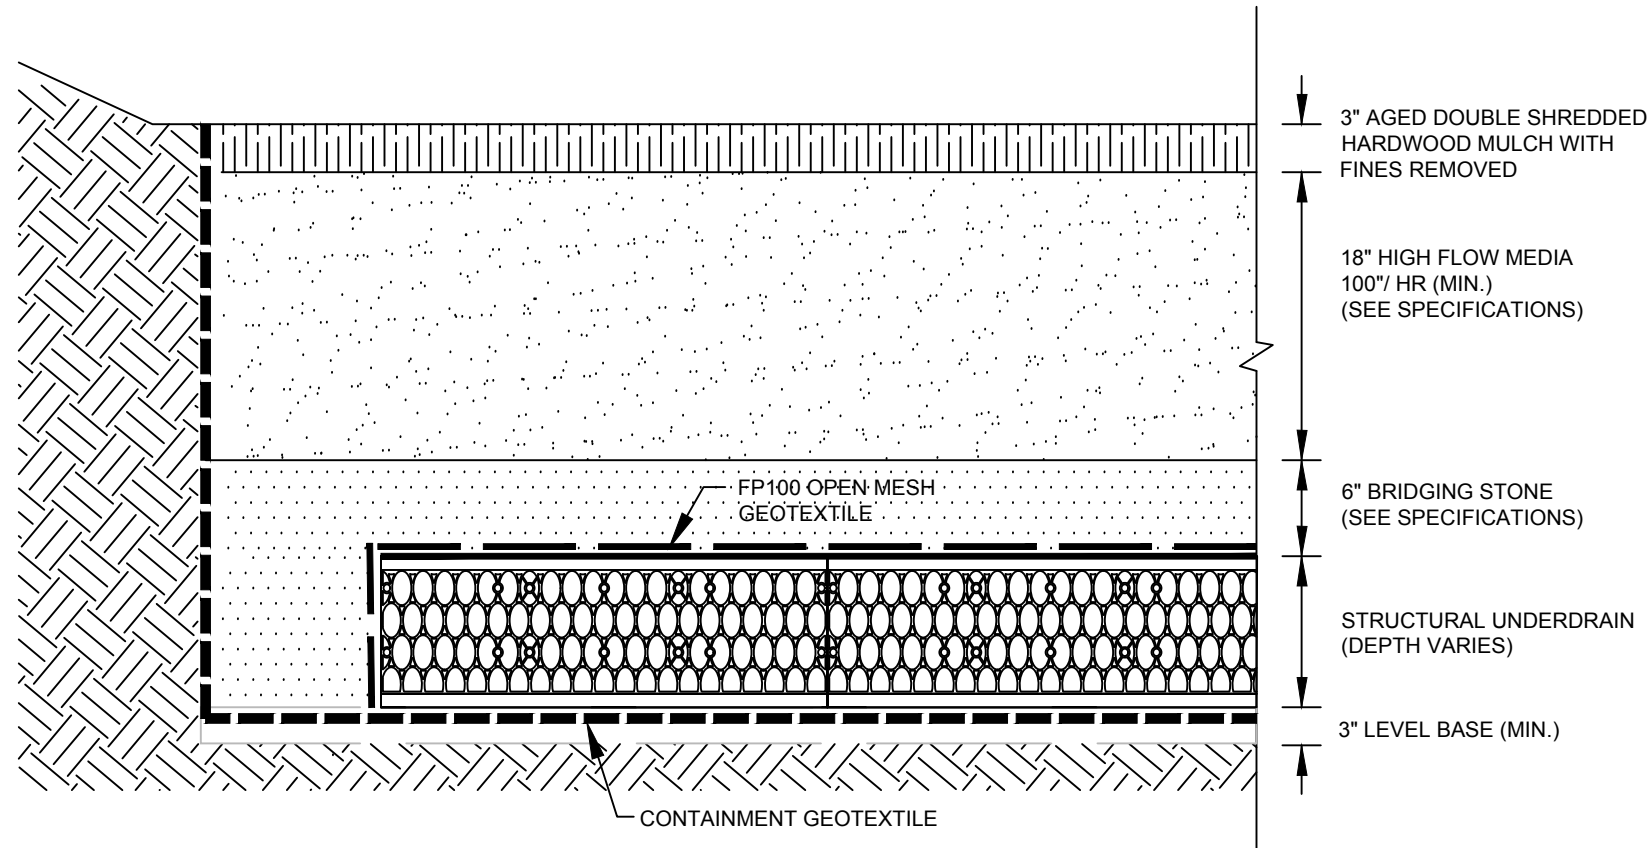 3" AGED DOUBLE SHREDDED
HARDWOOD MULCH WITH
FINES REMOVED
18" HIGH FLOW MEDIA
100"/ HR (MIN.)
(SEE SPECIFICATIONS)
FP100 OPEN MESH
GEOTEXTILE
6" BRIDGING STONE
(SEE SPECIFICATIONS)
STRUCTURAL UNDERDRAIN
(DEPTH VARIES)
3" LEVEL BASE (MIN.)
CONTAINMENT GEOTEXTILE